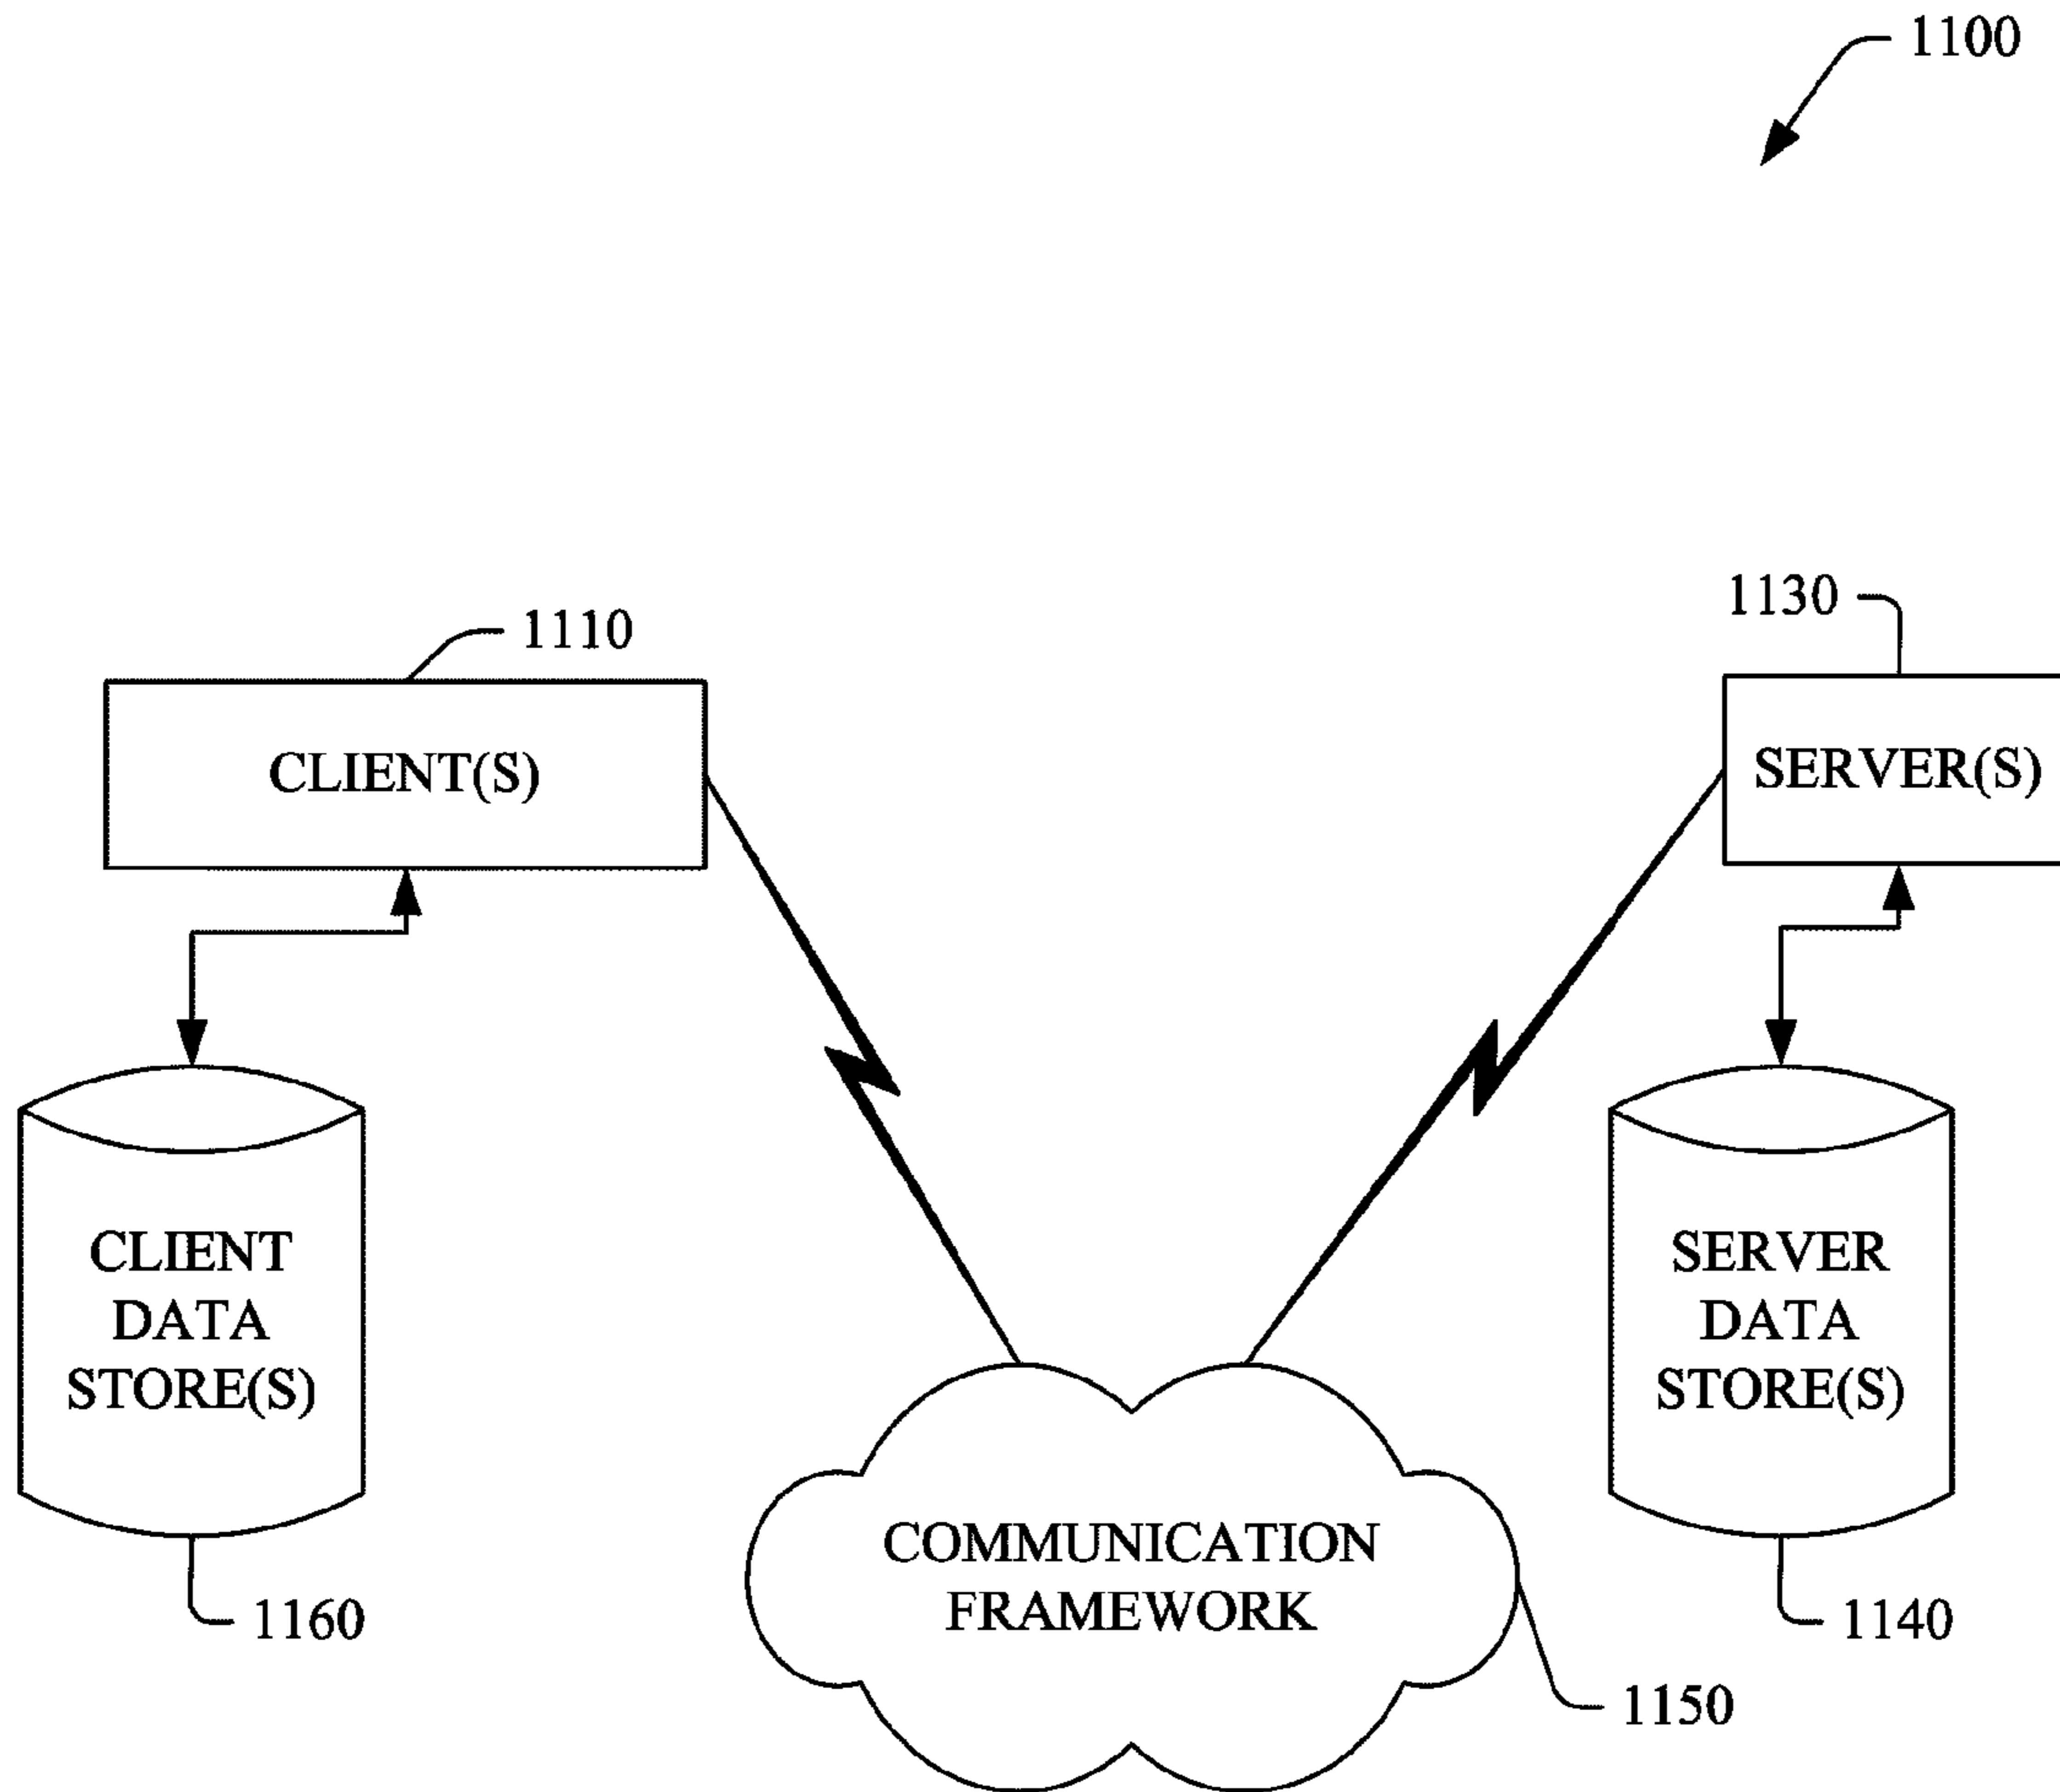 1100
1110
1130
CLIENT(S)
SERVER(S)
CLIENT
DATA
STORE(S)
SERVER
DATA
STORE(S)
COMMUNICATION
FRAMEWORK
1160
1140
1150